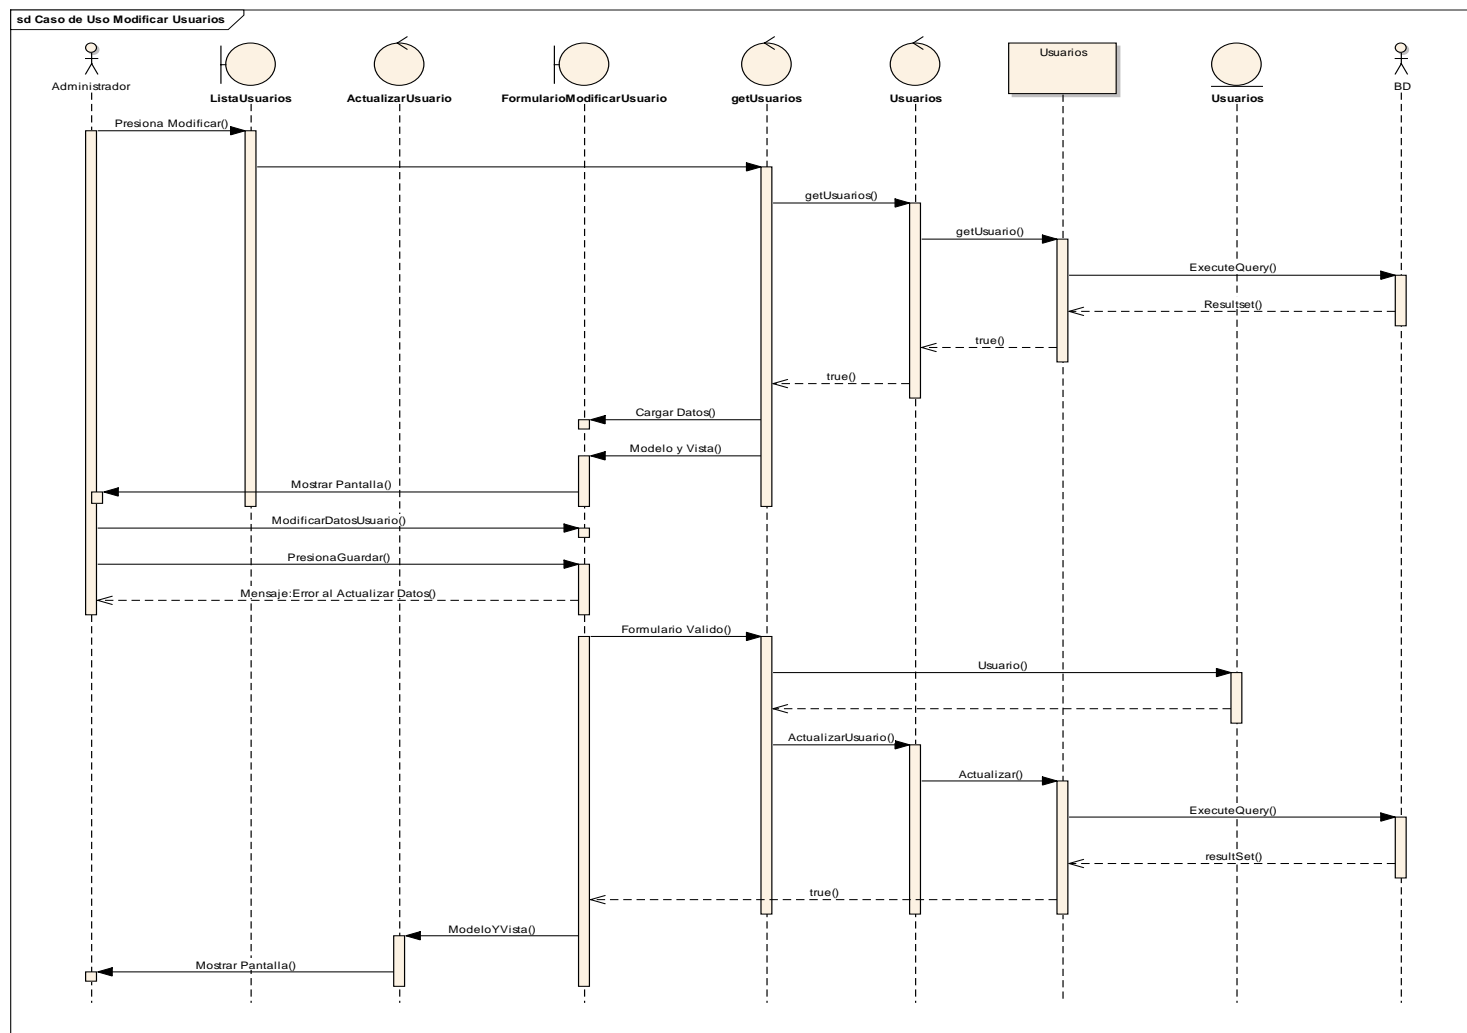 sd Caso de Uso Modificar Usuarios
Administrador
ListaUsuarios
ActualizarUsuario
FormularioModificarUsuario
getUsuarios
Usuarios
Usuarios
Usuarios
BD
Presiona Modificar()
getUsuarios()
getUsuario()
ExecuteQuery()
Resultset()
true()
true()
Cargar Datos()
Modelo y Vista()
Mostrar Pantalla()
ModificarDatosUsuario()
PresionaGuardar()
Mensaje:Error al Actualizar Datos()
Formulario Valido()
Usuario()
ActualizarUsuario()
Actualizar()
ExecuteQuery()
resultSet()
true()
ModeloYVista()
Mostrar Pantalla()